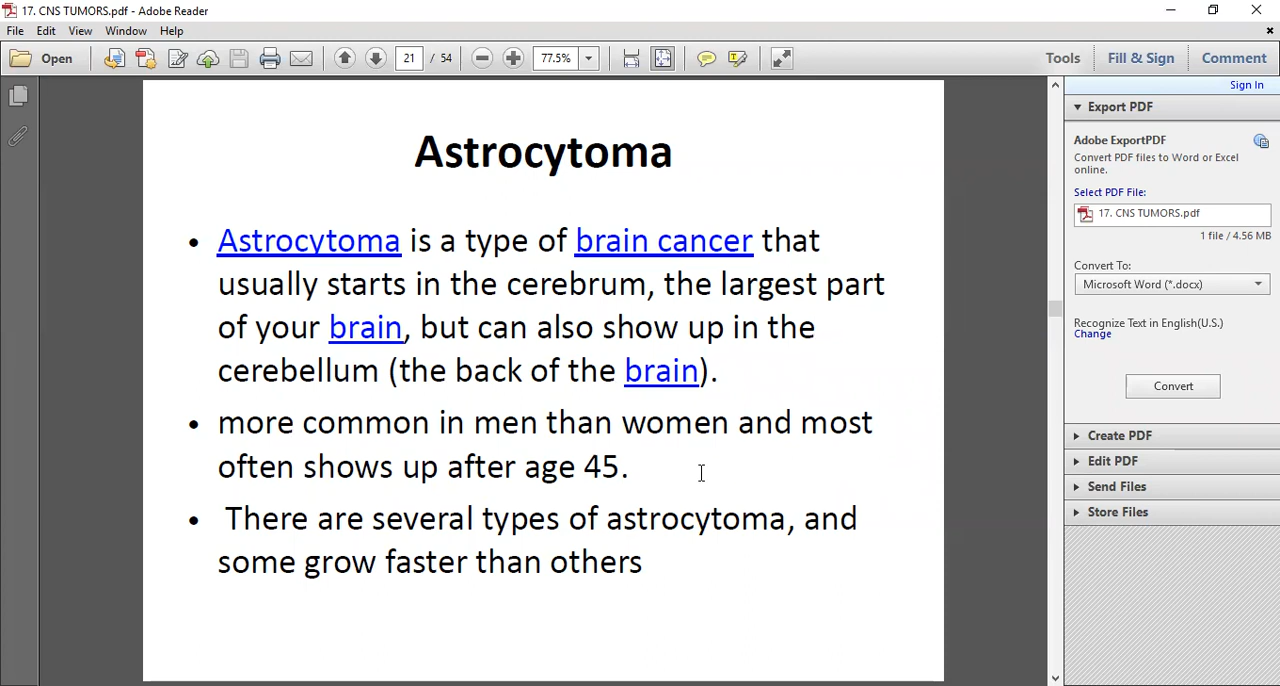 17. CNS TUMORS.pdf - Adobe Reader
File Edit View Window Help
Open 21 / 54 77.5% Tools Fill & Sign Comment
Sign In
Export PDF
Adobe ExportPDF
Convert PDF files to Word or Excel
online.
Select PDF File:
17. CNS TUMORS.pdf
1 file / 4.56 MB
Convert To:
Microsoft Word (*.docx)
Recognize Text in English(U.S.)
Change
Convert
Create PDF
Edit PDF
Send Files
Store Files
Astrocytoma
• Astrocytoma is a type of brain cancer that
usually starts in the cerebrum, the largest part
of your brain, but can also show up in the
cerebellum (the back of the brain).
• more common in men than women and most
often shows up after age 45.
• There are several types of astrocytoma, and
some grow faster than others